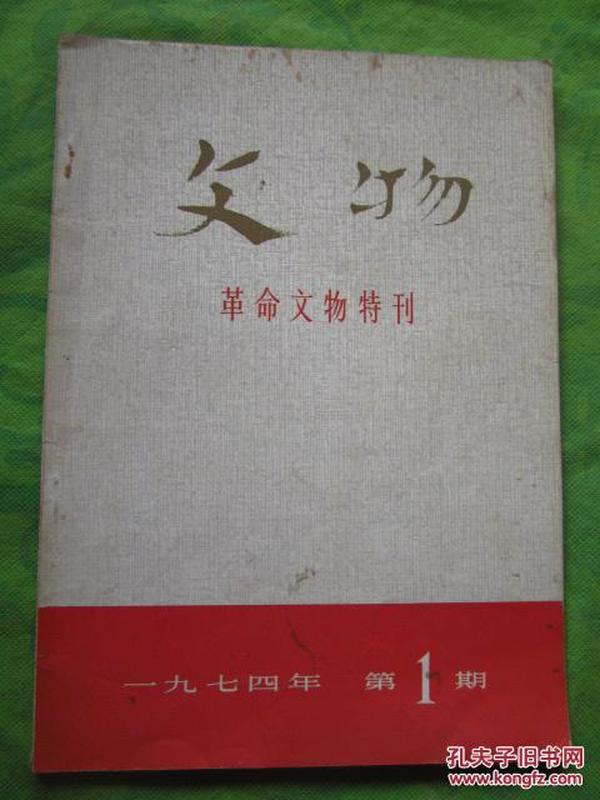 文物
革命文物特刊
一九七四年 第1期
孔夫子旧书网
www.kongfz.com